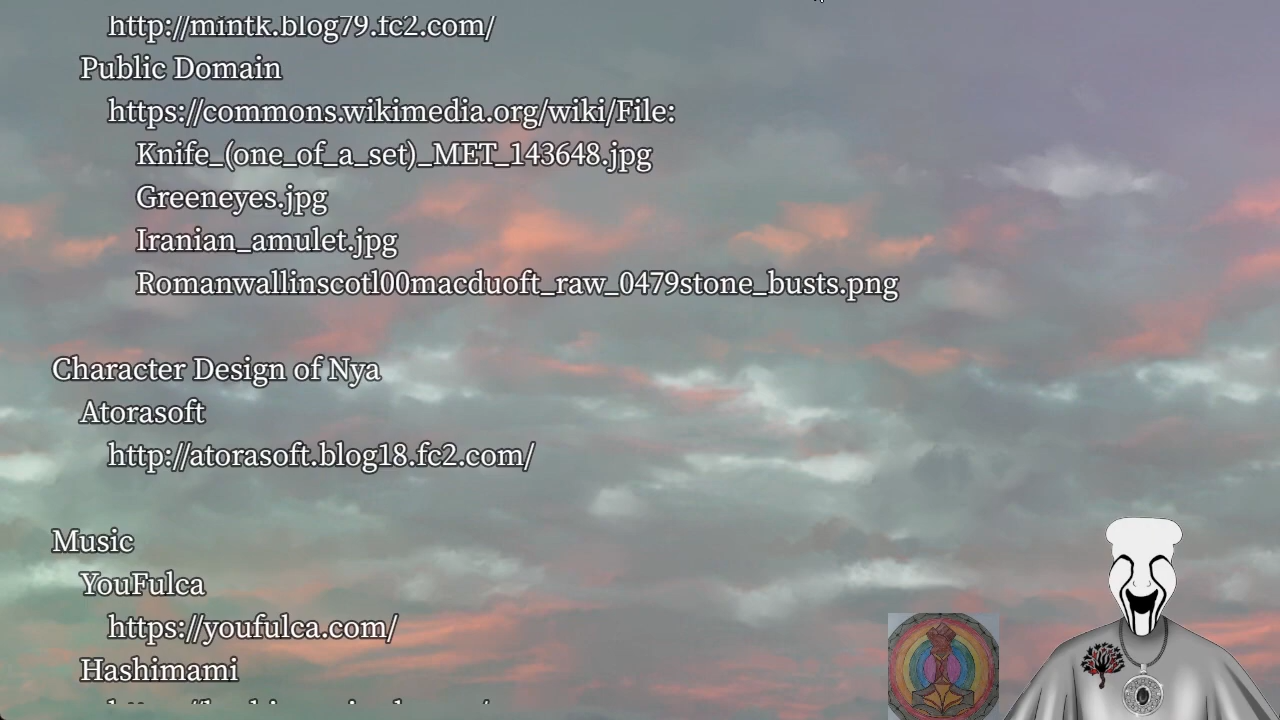 http://mintk.blog79.fc2.com/
Public Domain
https://commons.wikimedia.org/wiki/File:
Knife_(one_of_a_set)_MET_143648.jpg
Greeneyes.jpg
Iranian_amulet.jpg
Romanwallinscotl00macduoft_raw_0479stone_busts.png
Character Design of Nya
Atorasoft
http://atorasoft.blog18.fc2.com/
Music
YouFulca
https://youfulca.com/
Hashimami